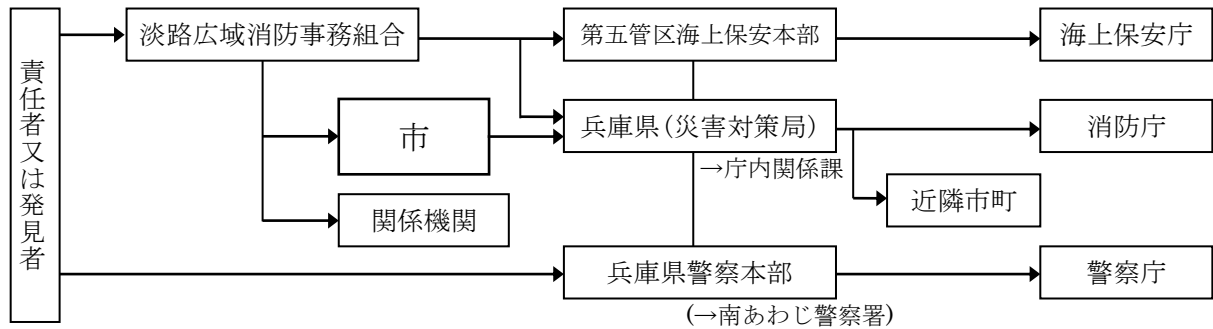 責任者又は発見者
淡路広域消防事務組合
第五管区海上保安本部
海上保安庁
市
兵庫県(災害対策局)
消防庁
→庁内関係課
近隣市町
関係機関
兵庫県警察本部
警察庁
(→南あわじ警察署)